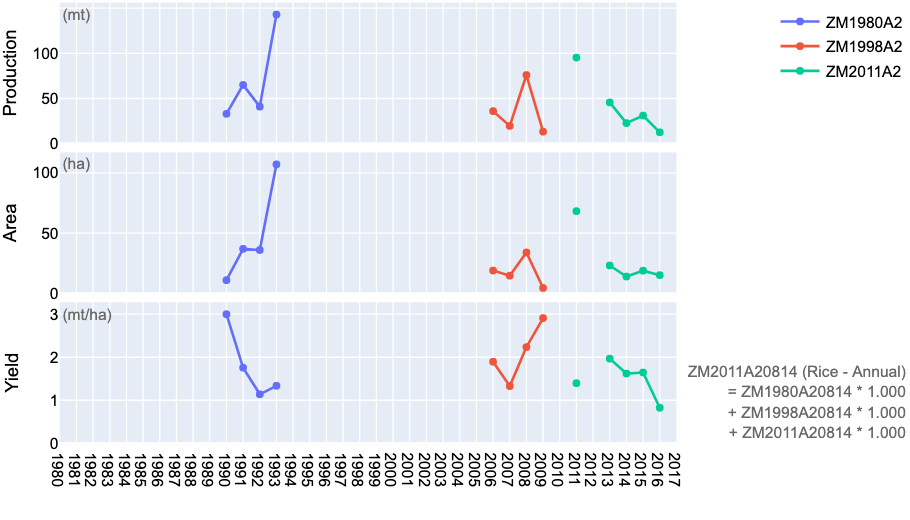 Production
(mt)
100
50
0
Area
(ha)
100
50
0
Yield
(mt/ha)
3
2
1
0
1980 1981 1982 1983 1984 1985 1986 1987 1988 1989 1990 1991 1992 1993 1994 1995 1996 1997 1998 1999 2000 2001 2002 2003 2004 2005 2006 2007 2008 2009 2010 2011 2012 2013 2014 2015 2016 2017
ZM1980A2
ZM1998A2
ZM2011A2
ZM2011A20814 (Rice - Annual)
= ZM1980A20814 * 1.000
+ ZM1998A20814 * 1.000
+ ZM2011A20814 * 1.000